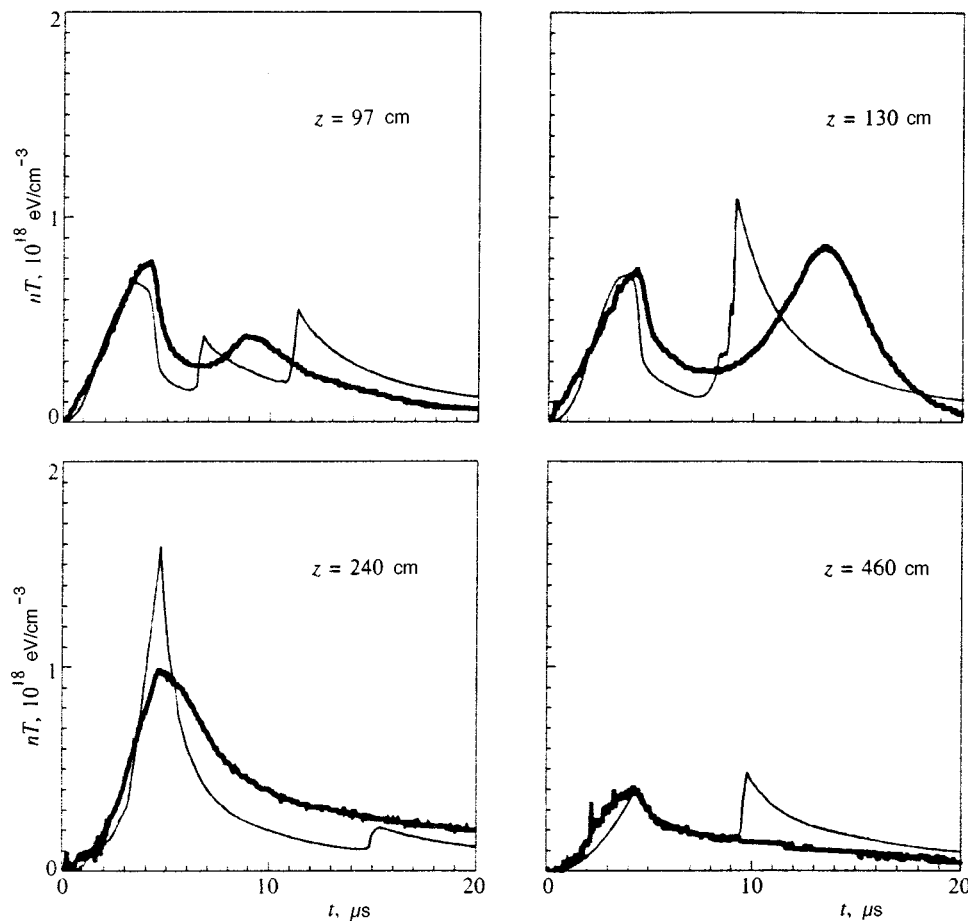 2
z = 97 cm
nT, 10^18 eV/cm^-3
1
0
z = 130 cm
2
z = 240 cm
nT, 10^18 eV/cm^-3
1
0
0 10 20
t, μs
z = 460 cm
0 10 20
t, μs